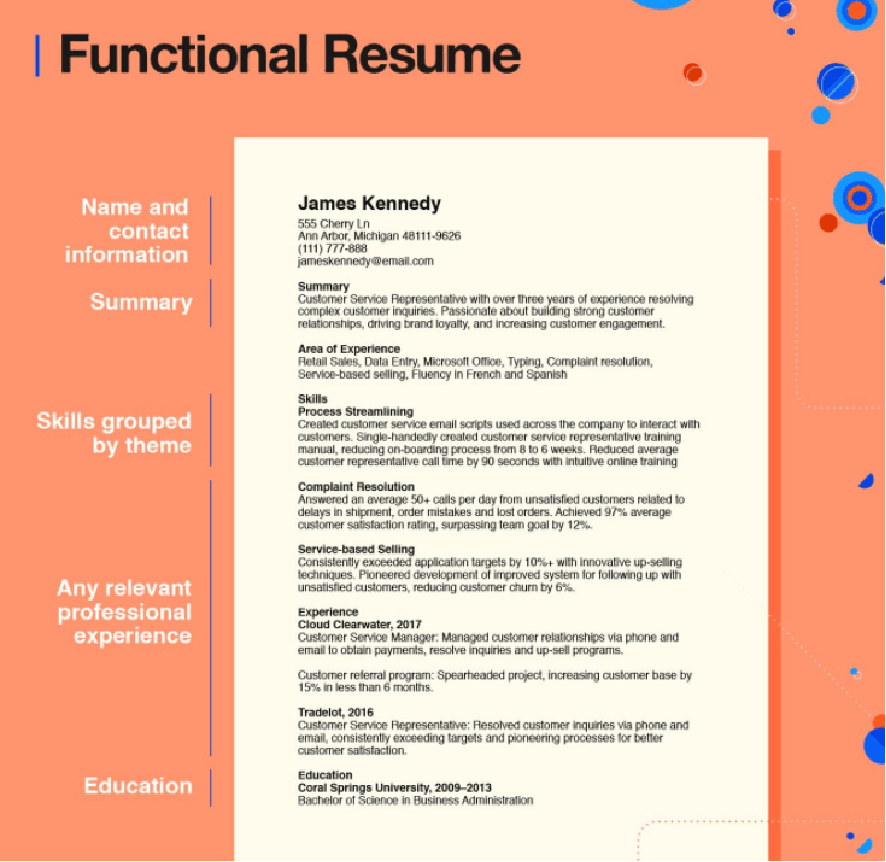 Functional Resume
Name and
contact
information
Summary
Skills grouped
by theme
Any relevant
professional
experience
Education
James Kennedy
555 Cherry Ln
Ann Arbor, Michigan 48111-9626
(111) 777-888
jameskennedy@email.com
Summary
Customer Service Representative with over three years of experience resolving
complex customer inquiries. Passionate about building strong customer
relationships, driving brand loyalty, and increasing customer engagement.
Area of Experience
Retail Sales, Data Entry, Microsoft Office, Typing, Complaint resolution,
Service-based selling, Fluency in French and Spanish
Skills
Process Streamlining
Created customer service email scripts used across the company to interact with
customers. Single-handedly created customer service representative training
manual, reducing on-boarding process from 8 to 6 weeks. Reduced average
customer representative call time by 90 seconds with intuitive online training
Complaint Resolution
Answered an average 50+ calls per day from unsatisfied customers related to
delays in shipment, order mistakes and lost orders. Achieved 97% average
customer satisfaction rating, surpassing team goal by 12%.
Service-based Selling
Consistently exceeded application targets by 10%+ with innovative up-selling
techniques. Pioneered development of improved system for following up with
unsatisfied customers, reducing customer churn by 6%.
Experience
Cloud Clearwater, 2017
Customer Service Manager: Managed customer relationships via phone and
email to obtain payments, resolve inquiries and up-sell programs.
Customer referral program: Spearheaded project, increasing customer base by
15% in less than 6 months.
Tradelot, 2016
Customer Service Representative: Resolved customer inquiries via phone and
email, consistently exceeding targets and pioneering processes for better
customer satisfaction.
Education
Coral Springs University, 2009–2013
Bachelor of Science in Business Administration